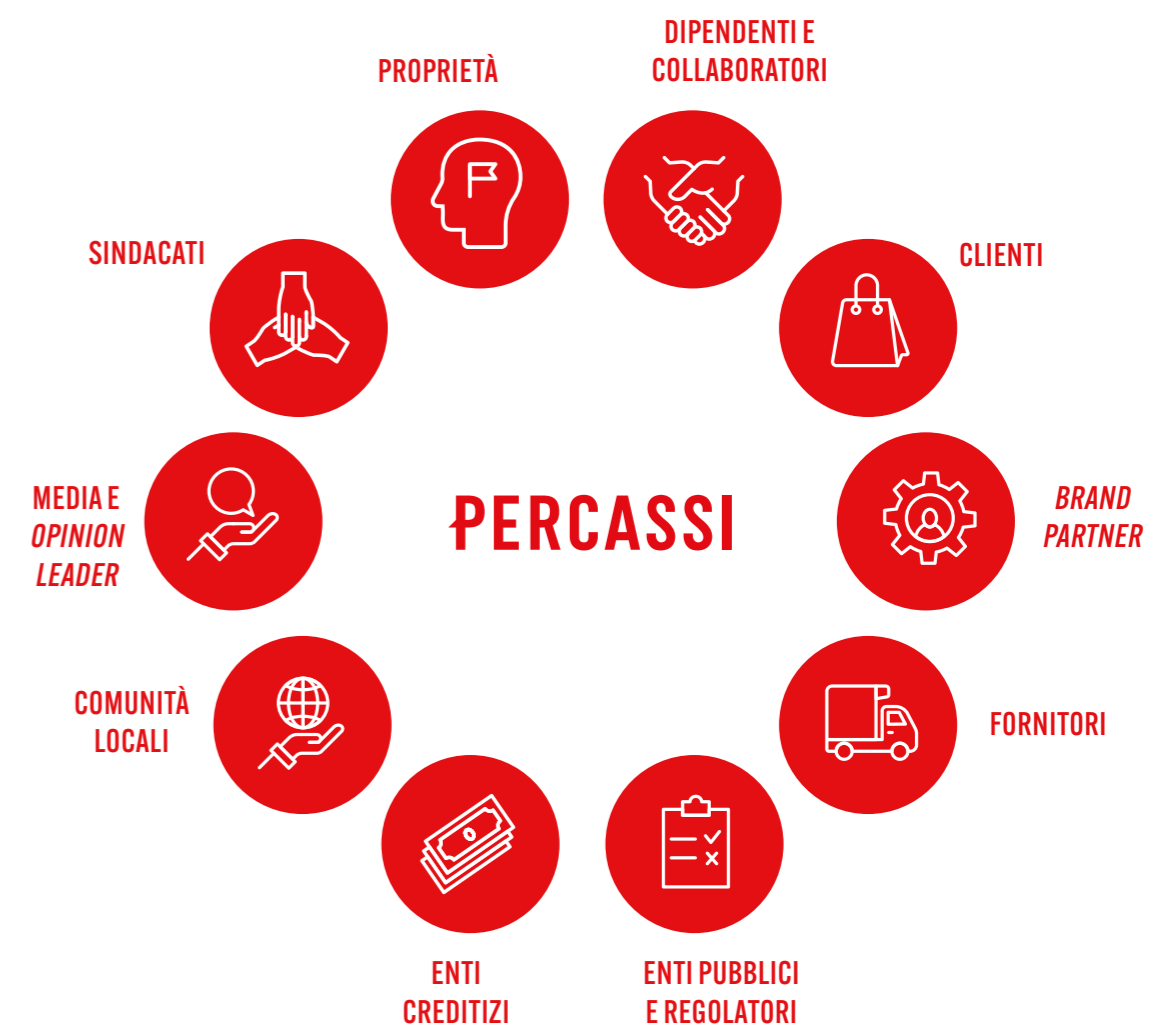 DIPENDENTI E
COLLABORATORI
PROPRIETÀ
SINDACATI
CLIENTI
MEDIA E
OPINION
LEADER
PERCASSI
BRAND
PARTNER
COMUNITÀ
LOCALI
FORNITORI
ENTI
CREDITIZI
ENTI PUBBLICI
E REGOLATORI